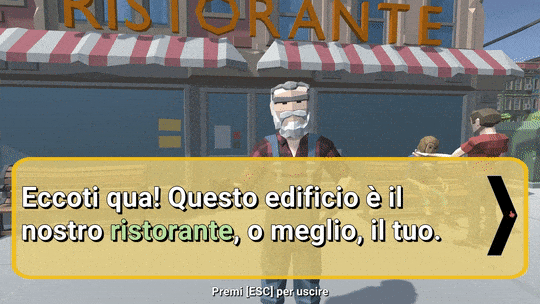 RISTORANTE
Eccoti qua! Questo edificio è il
nostro ristorante, o meglio, il tuo.
Premi [ESC] per uscire